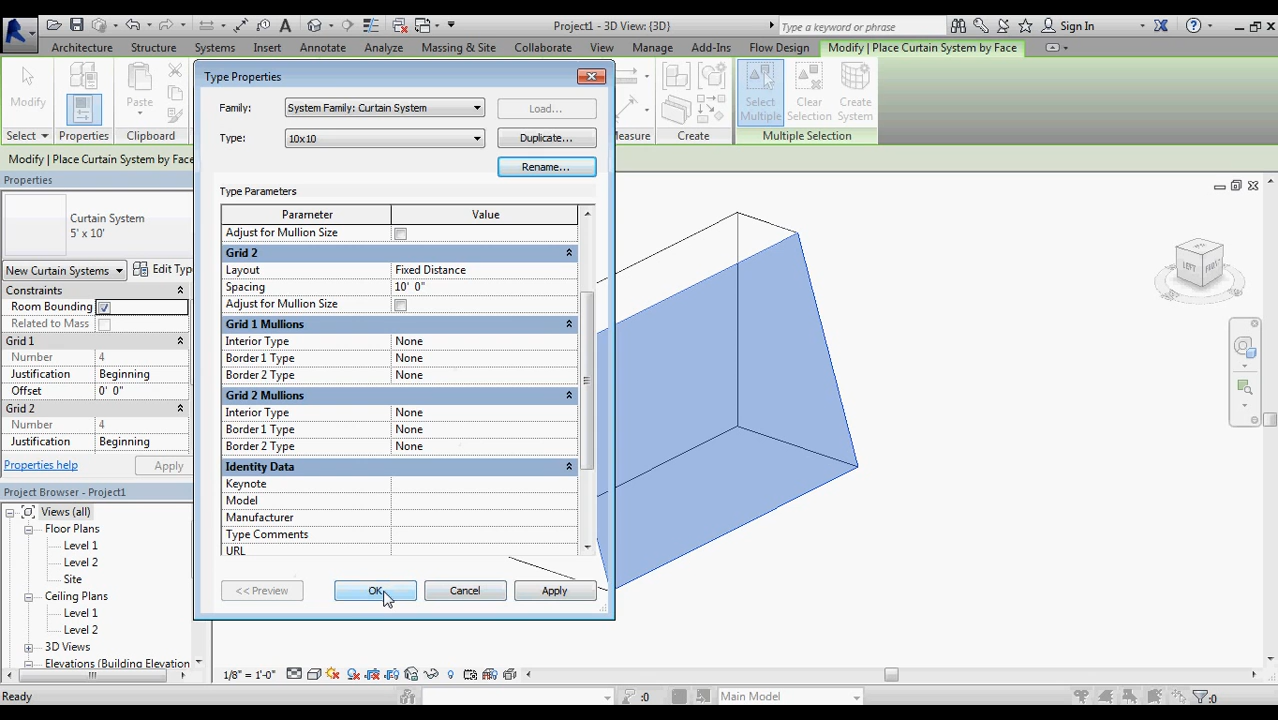 Project1 - 3D View: {3D}
Type a keyword or phrase
Sign In
Architecture Structure Systems Insert Annotate Analyze Massing & Site Collaborate View Manage Add-Ins Flow Design Modify | Place Curtain System by Face
Modify
Paste
Select Multiple
Clear Selection
Create System
Select Properties Clipboard Measure Create Multiple Selection
Modify | Place Curtain System by Face
Properties
Curtain System
5' x 10'
New Curtain Systems Edit Typ
Constraints
Room Bounding
Related to Mass
Grid 1
Number 4
Justification Beginning
Offset 0' 0"
Grid 2
Number 4
Justification Beginning
Properties help Apply
Project Browser - Project1
Views (all)
Floor Plans
Level 1
Level 2
Site
Ceiling Plans
Level 1
Level 2
3D Views
Elevations (Building Elevation
Type Properties
Family: System Family: Curtain System Load...
Type: 10x10 Duplicate...
Rename...
Type Parameters
Parameter Value
Adjust for Mullion Size
Grid 2
Layout Fixed Distance
Spacing 10' 0"
Adjust for Mullion Size
Grid 1 Mullions
Interior Type None
Border 1 Type None
Border 2 Type None
Grid 2 Mullions
Interior Type None
Border 1 Type None
Border 2 Type None
Identity Data
Keynote
Model
Manufacturer
Type Comments
URL
<< Preview OK Cancel Apply
LEFT
1/8" = 1'-0"
Ready :0 Main Model :0